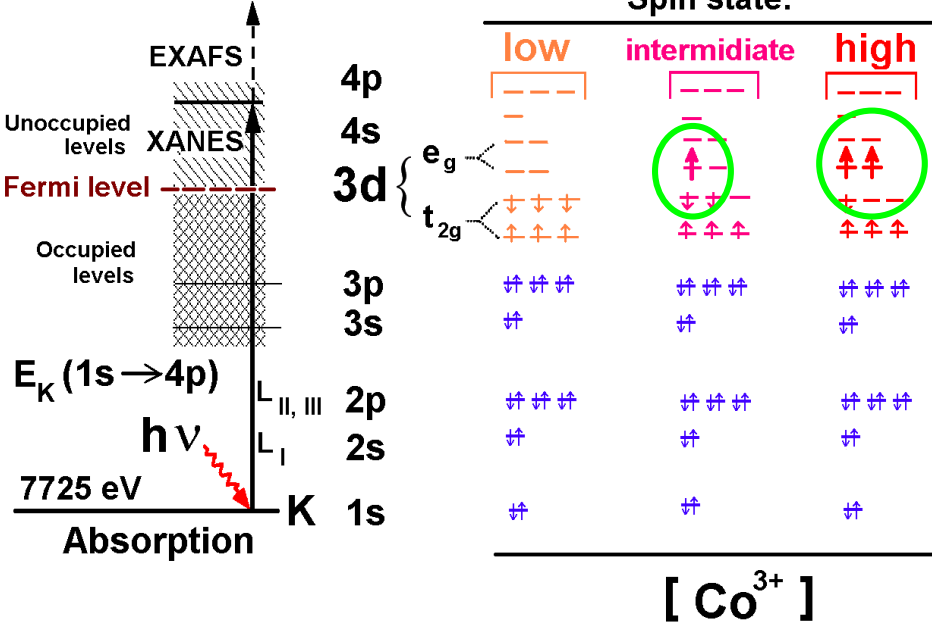 Spin state:
low
intermidiate
high
EXAFS
4p
Unoccupied
levels
XANES
4s
e g
Fermi level
3d
t 2g
Occupied
levels
3p
3s
E K (1s →4p)
L II, III
2p
h ν
L I
2s
7725 eV
K
1s
Absorption
[ Co 3+ ]